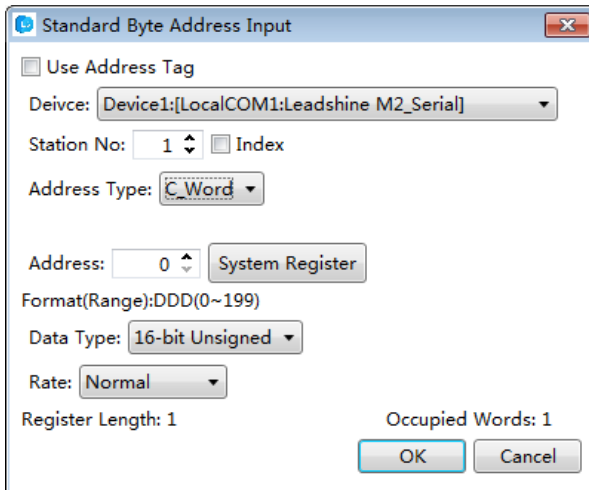 Standard Byte Address Input
Use Address Tag
Deivce: Device1:[LocalCOM1:Leadshine M2_Serial]
Station No: 1 Index
Address Type: C_Word
Address: 0 System Register
Format(Range):DDD(0~199)
Data Type: 16-bit Unsigned
Rate: Normal
Register Length: 1 Occupied Words: 1
OK Cancel